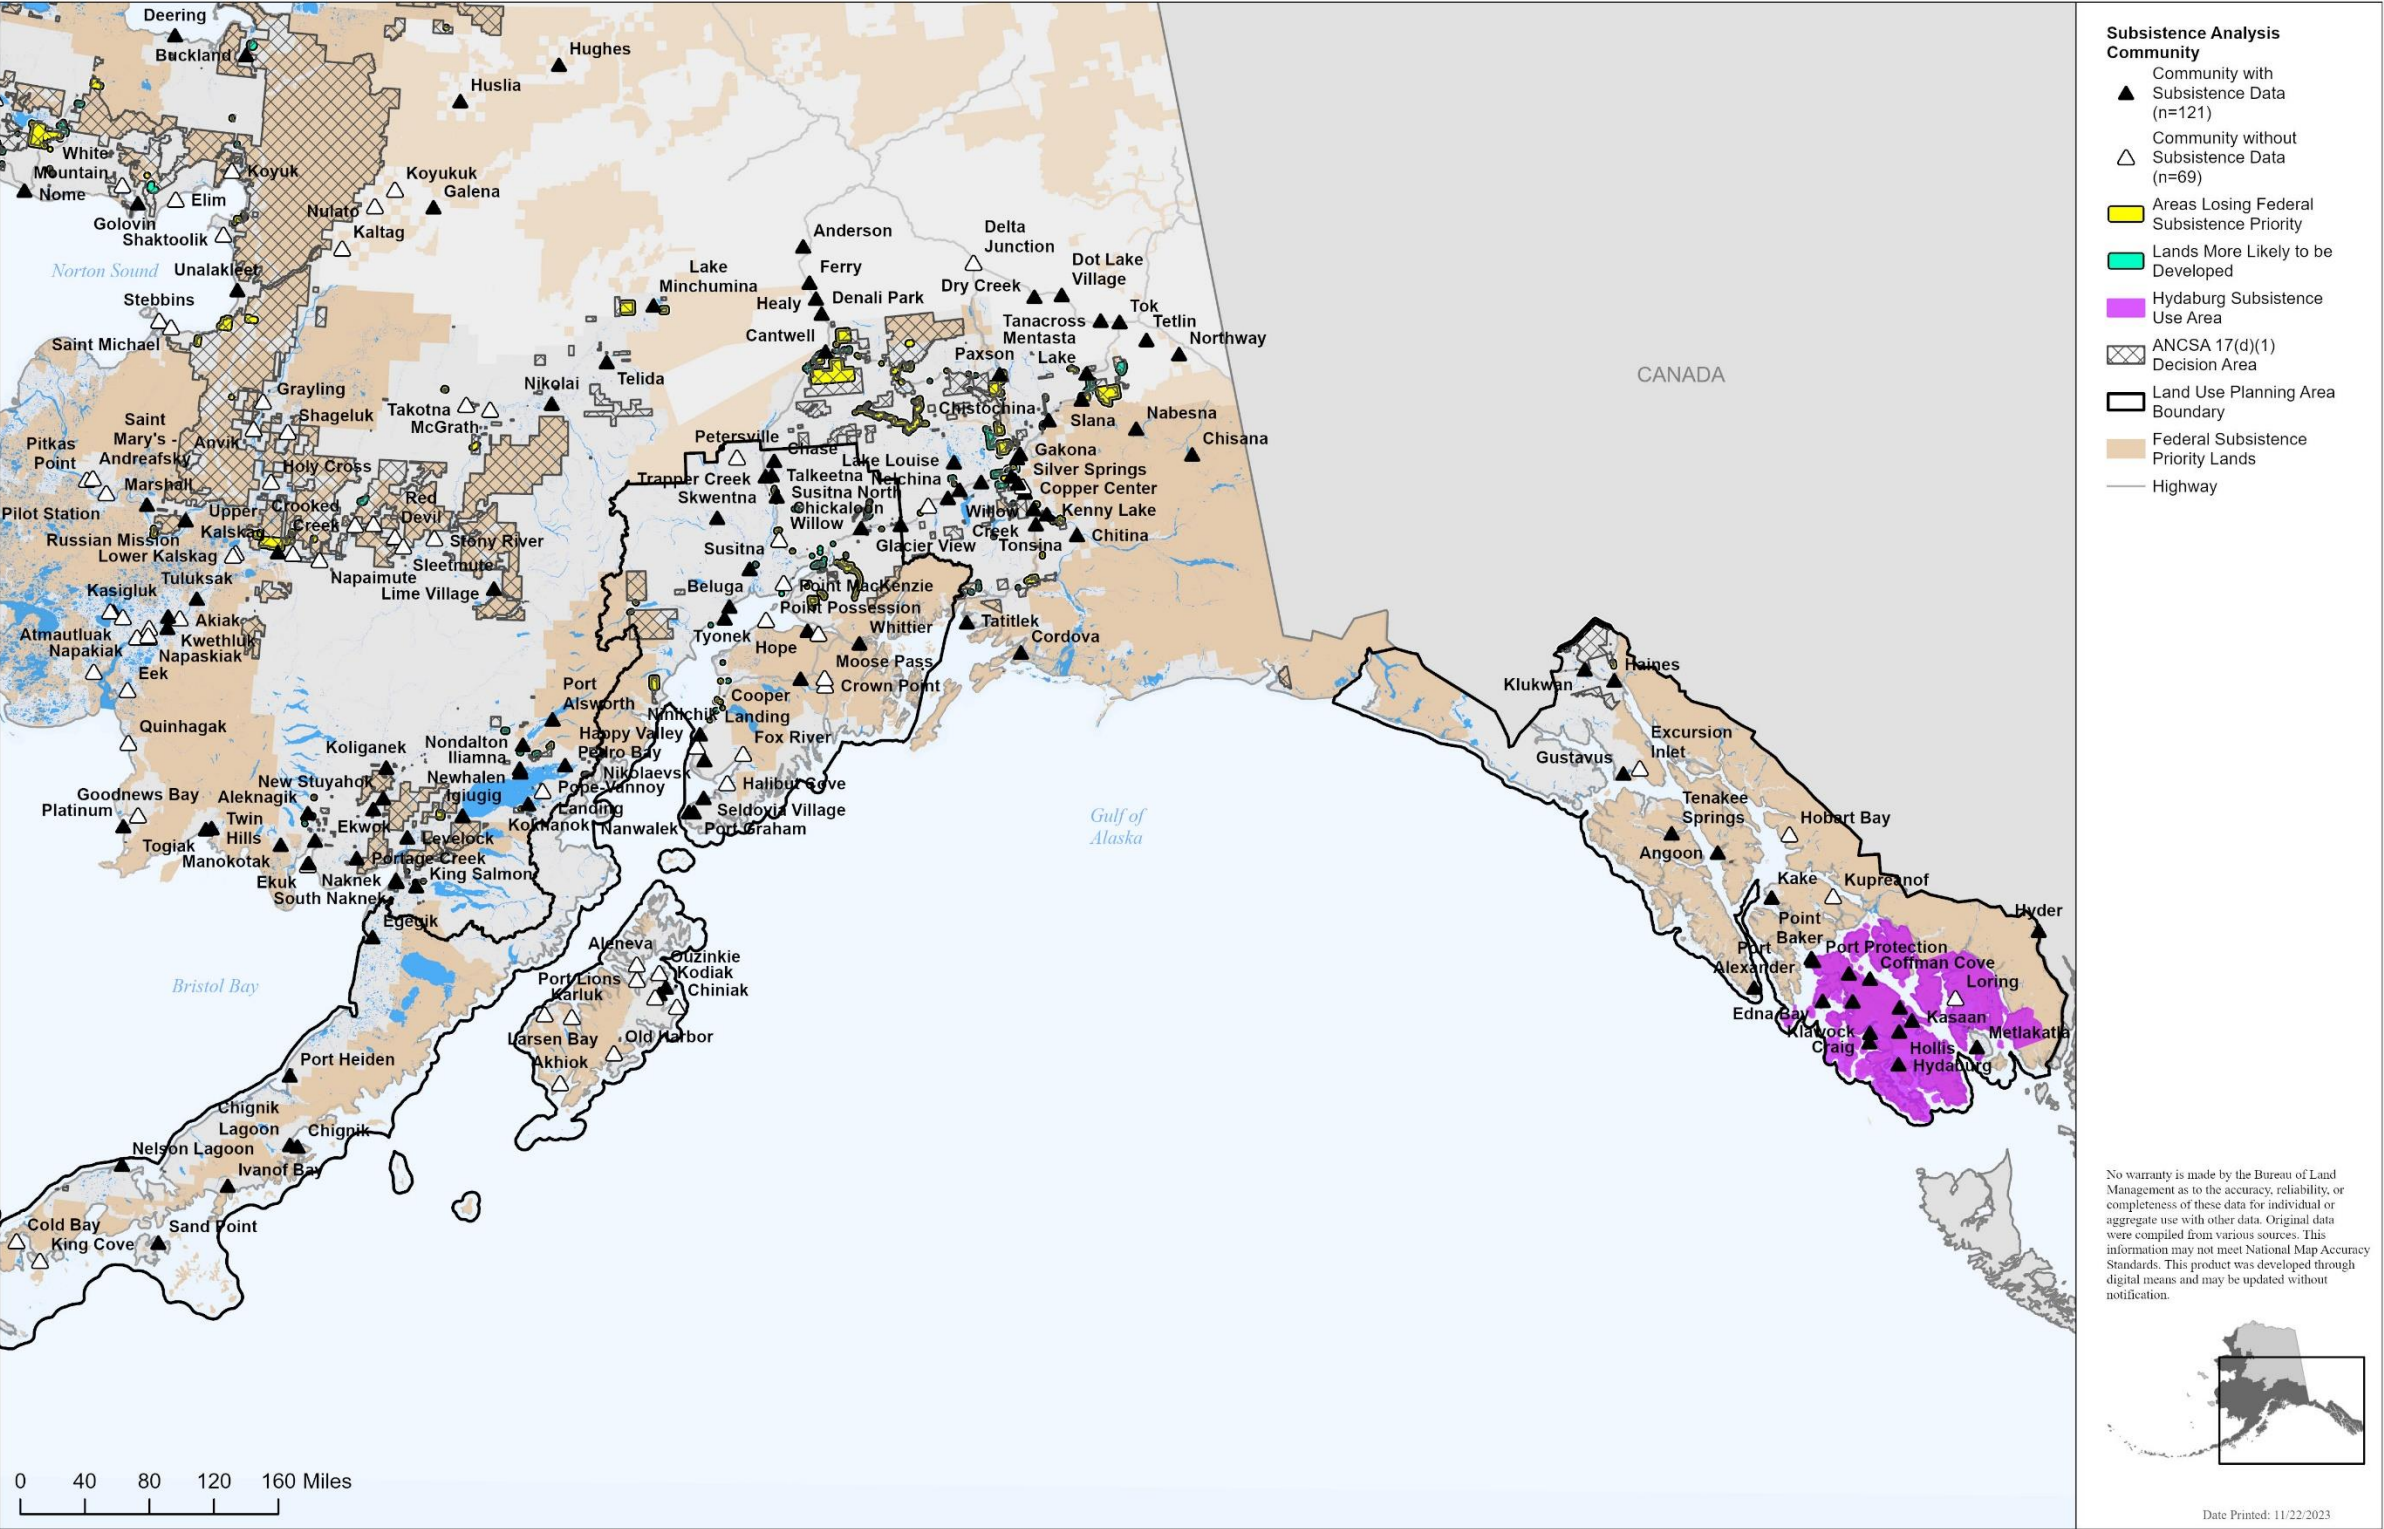 Deering
Buckland
Hughes
Huslia
White
Mountain
Nome
Koyuk
Koyukuk
Galena
Elim
Nulato
Golovin
Shaktoolik
Kaltag
Anderson
Delta
Junction
Norton Sound
Unalakleet
Lake
Minchumina
Ferry
Dot Lake
Village
Stebbins
Healy
Denali Park
Dry Creek
Tok
Tanacross
Tetlin
Saint Michael
Cantwell
Mentasta
Lake
Northway
Paxson
CANADA
Grayling
Nikolai
Telida
Saint
Mary's -
Andreafsky
Shageluk
Takotna
McGrath
Chistochina
Slana
Nabesna
Pitkas
Point
Anvik
Petersville
Chase
Chisana
Holy Cross
Lake Louise
Gakona
Marshall
Trapper Creek
Talkeetna
Nelchina
Silver Springs
Red
Devil
Skwentna
Susitna North
Copper Center
Pilot Station
Upper
Kalskag
Crooked
Creek
Chickaloon
Willow
Willow
Creek
Kenny Lake
Russian Mission
Stony River
Lower Kalskag
Susitna
Glacier View
Tonsina
Chitina
Sleetmute
Tuluksak
Napaimute
Kasigluk
Lime Village
Beluga
Point MacKenzie
Point Possession
Akiak
Whittier
Tatitlek
Atmautluak
Kwethluk
Tyonek
Cordova
Napakiak
Napaskiak
Hope
Eek
Moose Pass
Haines
Port
Alsworth
Cooper
Landing
Crown Point
Klukwan
Quinhagak
Ninilchik
Koliganek
Nondalton
Happy Valley
Fox River
Excursion
Inlet
Iliamna
Pedro Bay
Gustavus
New Stuyahok
Newhalen
Nikolaevsk
Goodnews Bay
Aleknagik
Igiugig
Pope-Vannoy
Landing
Halibut Cove
Tenakee
Springs
Platinum
Twin
Hills
Ekwok
Kokhanok
Nanwalek
Seldovia Village
Gulf of
Alaska
Hobart Bay
Togiak
Levelock
Port Graham
Manokotak
Portage Creek
Angoon
Ekuk
Naknek
King Salmon
Kake
Kupreanof
South Naknek
Egegik
Point
Baker
Hyder
Aleneva
Port
Alexander
Port Protection
Ouzinkie
Coffman Cove
Bristol Bay
Port Lions
Kodiak
Loring
Karluk
Chiniak
Edna Bay
Kasaan
Larsen Bay
Old Harbor
Klawock
Metlakatla
Port Heiden
Akhiok
Craig
Hollis
Hydaburg
Chignik
Lagoon
Chignik
Nelson Lagoon
Ivanof Bay
Cold Bay
Sand Point
King Cove
0 40 80 120 160 Miles
Subsistence Analysis
Community
Community with
Subsistence Data
(n=121)
Community without
Subsistence Data
(n=69)
Areas Losing Federal
Subsistence Priority
Lands More Likely to be
Developed
Hydaburg Subsistence
Use Area
ANCSA 17(d)(1)
Decision Area
Land Use Planning Area
Boundary
Federal Subsistence
Priority Lands
Highway
No warranty is made by the Bureau of Land
Management as to the accuracy, reliability, or
completeness of these data for individual or
aggregate use with other data. Original data
were compiled from various sources. This
information may not meet National Map Accuracy
Standards. This product was developed through
digital means and may be updated without
notification.
Date Printed: 11/22/2023